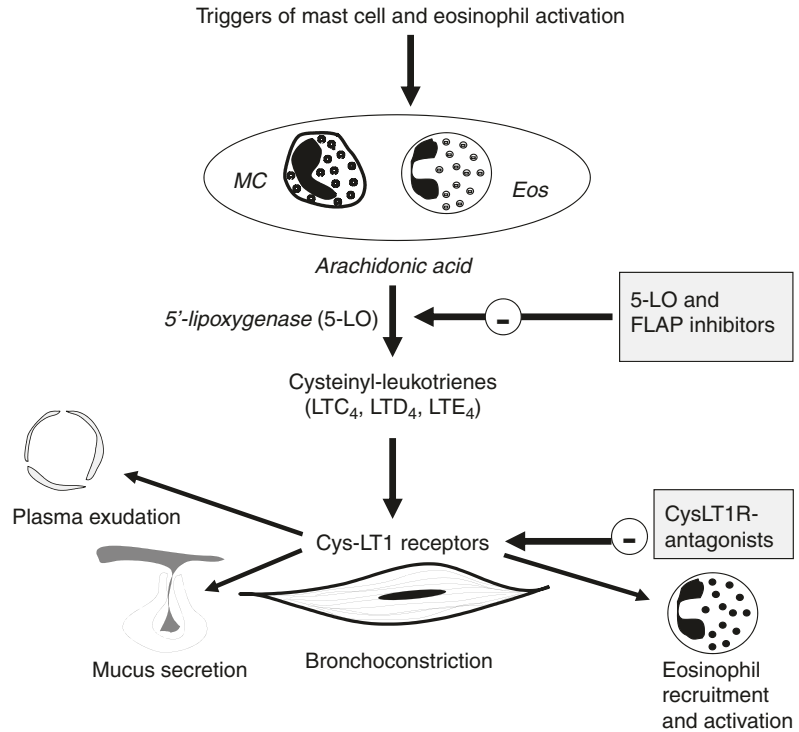 Triggers of mast cell and eosinophil activation
MC
Eos
Arachidonic acid
5'-lipoxygenase (5-LO)
-
5-LO and
FLAP inhibitors
Cysteinyl-leukotrienes
(LTC₄, LTD₄, LTE₄)
Plasma exudation
Cys-LT1 receptors
-
CysLT1R-
antagonists
Mucus secretion
Bronchoconstriction
Eosinophil
recruitment
and activation